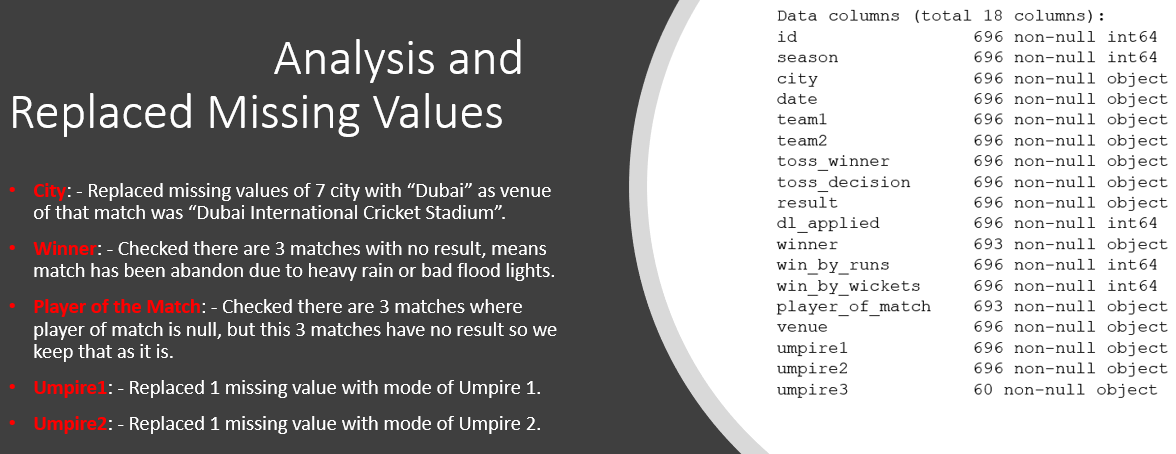 Analysis and
Replaced Missing Values
• City: - Replaced missing values of 7 city with “Dubai” as venue
of that match was “Dubai International Cricket Stadium”.
• Winner: - Checked there are 3 matches with no result, means
match has been abandon due to heavy rain or bad flood lights.
• Player of the Match: - Checked there are 3 matches where
player of match is null, but this 3 matches have no result so we
keep that as it is.
• Umpire1: - Replaced 1 missing value with mode of Umpire 1.
• Umpire2: - Replaced 1 missing value with mode of Umpire 2.
Data columns (total 18 columns):
id 696 non-null int64
season 696 non-null int64
city 696 non-null object
date 696 non-null object
team1 696 non-null object
team2 696 non-null object
toss_winner 696 non-null object
toss_decision 696 non-null object
result 696 non-null object
dl_applied 696 non-null int64
winner 693 non-null object
win_by_runs 696 non-null int64
win_by_wickets 696 non-null int64
player_of_match 693 non-null object
venue 696 non-null object
umpire1 696 non-null object
umpire2 696 non-null object
umpire3 60 non-null object